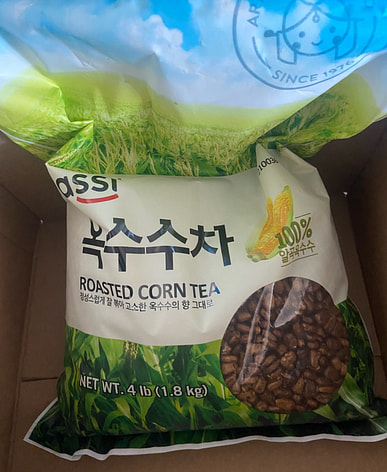 SINCE 1976
assi
옥수수차
100%
알곡옥수수
ROASTED CORN TEA
정성스럽게 잘 볶아 고소한 옥수수의 향 그대로
NET WT. 4 lb (1.8 kg)